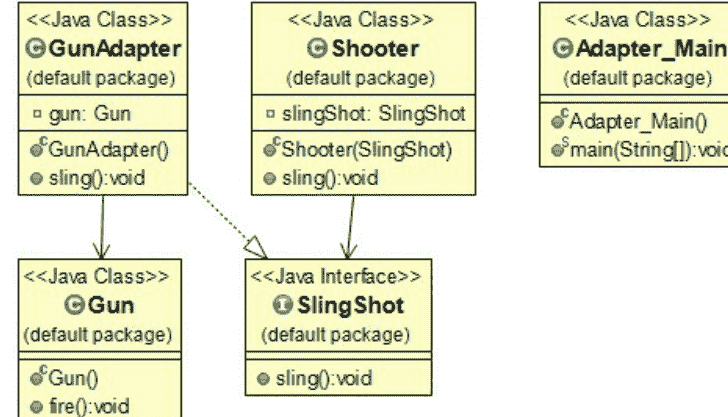 <<Java Class>>
GunAdapter
(default package)
gun: Gun
GunAdapter()
sling():void
<<Java Class>>
Shooter
(default package)
slingShot: SlingShot
Shooter(SlingShot)
sling():void
<<Java Class>>
Adapter_Main
(default package)
Adapter_Main()
main(String[]):void
<<Java Class>>
Gun
(default package)
Gun()
fire():void
<<Java Interface>>
SlingShot
(default package)
sling():void